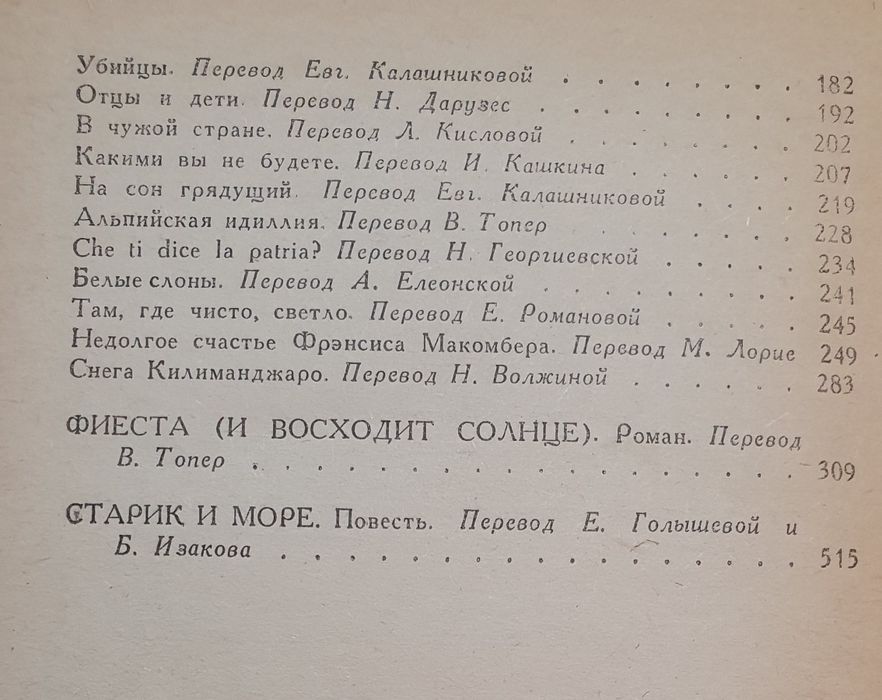 Убийцы. Перевод Евг. Калашниковой . . . . . . . . 182
Отцы и дети. Перевод Н. Дарузес . . . . . . . . 192
В чужой стране. Перевод Л. Кисловой . . . . . . . . 202
Какими вы не будете. Перевод И. Кашкина . . . . . . 207
На сон грядущий. Перевод Евг. Калашниковой . . . . 219
Альпийская идиллия. Перевод В. Топер . . . . . . . 228
Che ti dice la patria? Перевод Н. Георгиевской . . . . . 234
Белые слоны. Перевод А. Елеонской . . . . . . . . 241
Там, где чисто, светло. Перевод Е. Романовой . . . . . 245
Недолгое счастье Фрэнсиса Макомбера. Перевод М. Лорие 249
Снега Килиманджаро. Перевод Н. Волжиной . . . . . . 283
ФИЕСТА (И ВОСХОДИТ СОЛНЦЕ). Роман. Перевод
В. Топер . . . . . . . . . . . . . . . . . . 309
СТАРИК И МОРЕ. Повесть. Перевод Е. Голышевой и
Б. Изакова . . . . . . . . . . . . . . . . . 515